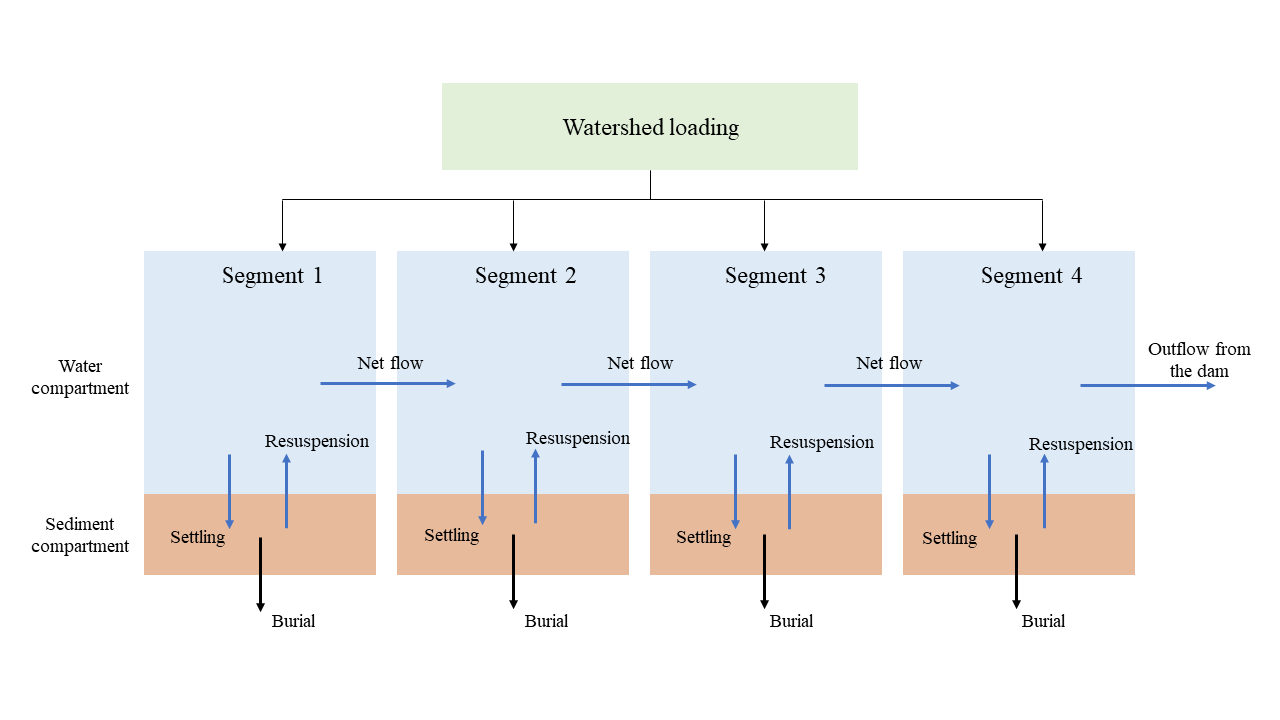 Watershed loading
Segment 1
Segment 2
Segment 3
Segment 4
Water
compartment
Net flow
Net flow
Net flow
Outflow from
the dam
Resuspension
Resuspension
Resuspension
Resuspension
Sediment
compartment
Settling
Settling
Settling
Settling
Burial
Burial
Burial
Burial